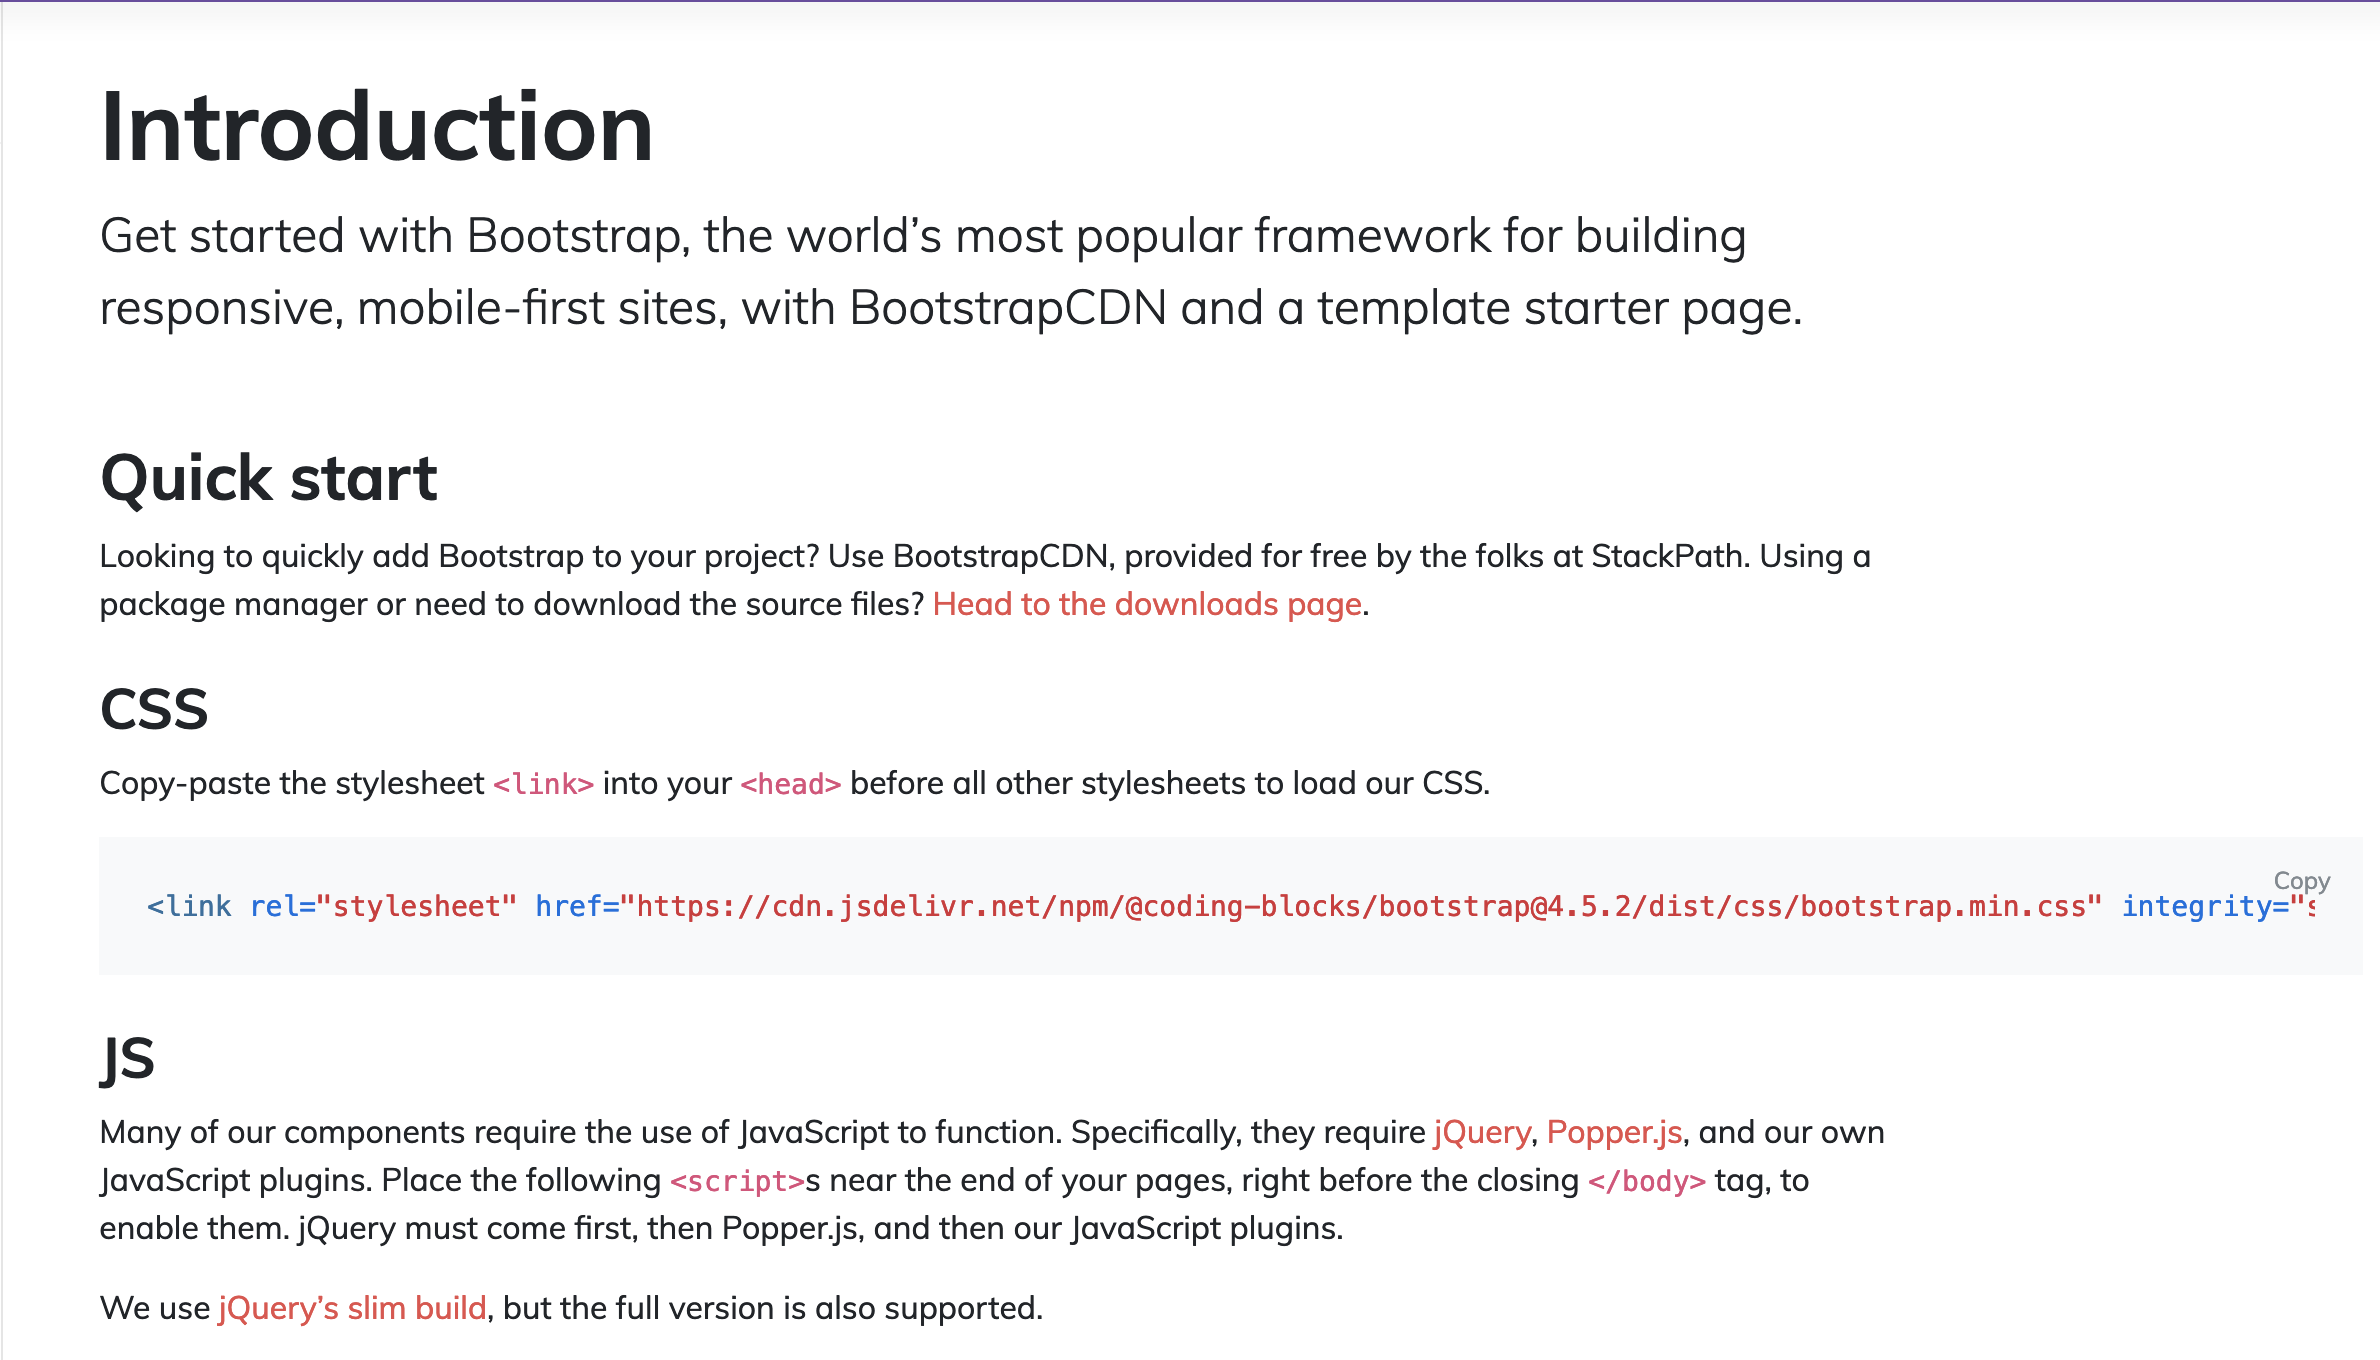 Introduction
Get started with Bootstrap, the world’s most popular framework for building
responsive, mobile-first sites, with BootstrapCDN and a template starter page.
Quick start
Looking to quickly add Bootstrap to your project? Use BootstrapCDN, provided for free by the folks at StackPath. Using a
package manager or need to download the source files? Head to the downloads page.
CSS
Copy-paste the stylesheet <link> into your <head> before all other stylesheets to load our CSS.
Copy
<link rel="stylesheet" href="https://cdn.jsdelivr.net/npm/@coding-blocks/bootstrap@4.5.2/dist/css/bootstrap.min.css" integrity="s
JS
Many of our components require the use of JavaScript to function. Specifically, they require jQuery, Popper.js, and our own
JavaScript plugins. Place the following <script>s near the end of your pages, right before the closing </body> tag, to
enable them. jQuery must come first, then Popper.js, and then our JavaScript plugins.
We use jQuery’s slim build, but the full version is also supported.